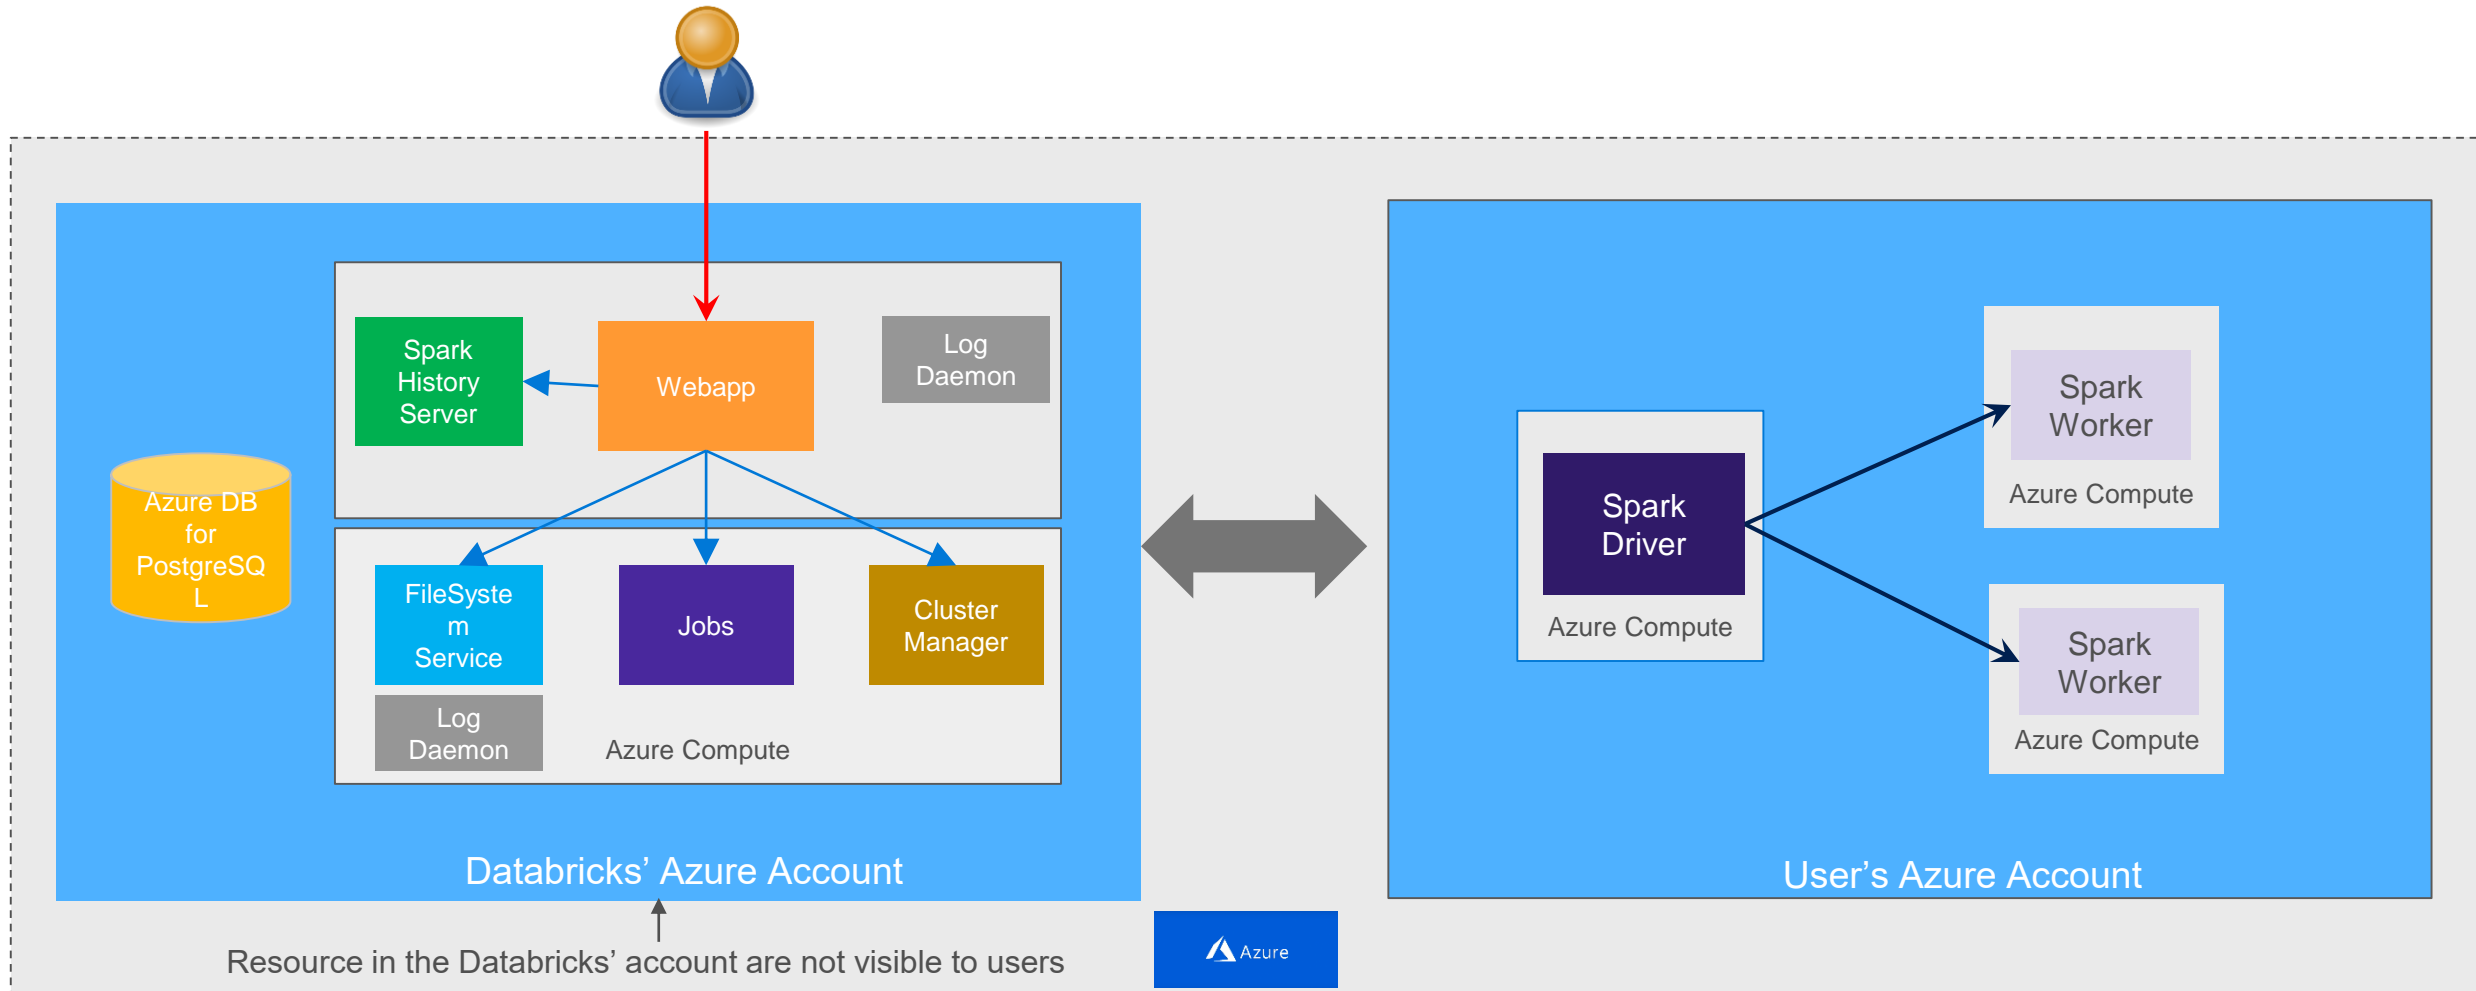 Spark
History
Server
Webapp
Log
Daemon
Azure DB
for
PostgreSQ
L
FileSyste
m
Service
Jobs
Cluster
Manager
Log
Daemon
Azure Compute
Databricks’ Azure Account
Resource in the Databricks’ account are not visible to users
Azure
Spark
Driver
Azure Compute
Spark
Worker
Azure Compute
Spark
Worker
Azure Compute
User’s Azure Account